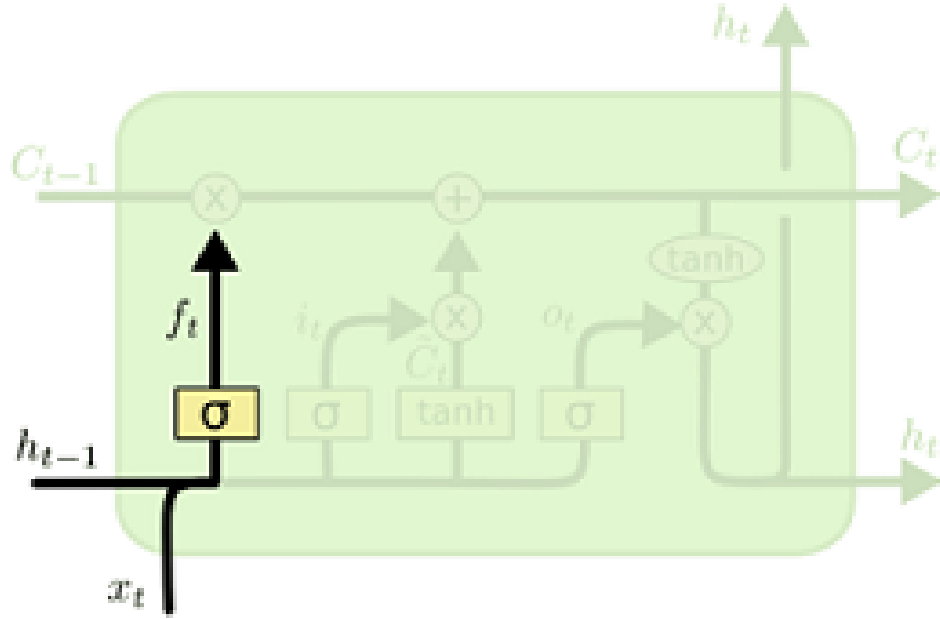 h_t
C_{t-1}
C_t
×
+
tanh
f_t
i_t
×
o_t
×
C̃_t
σ
σ
tanh
σ
h_{t-1}
h_t
x_t